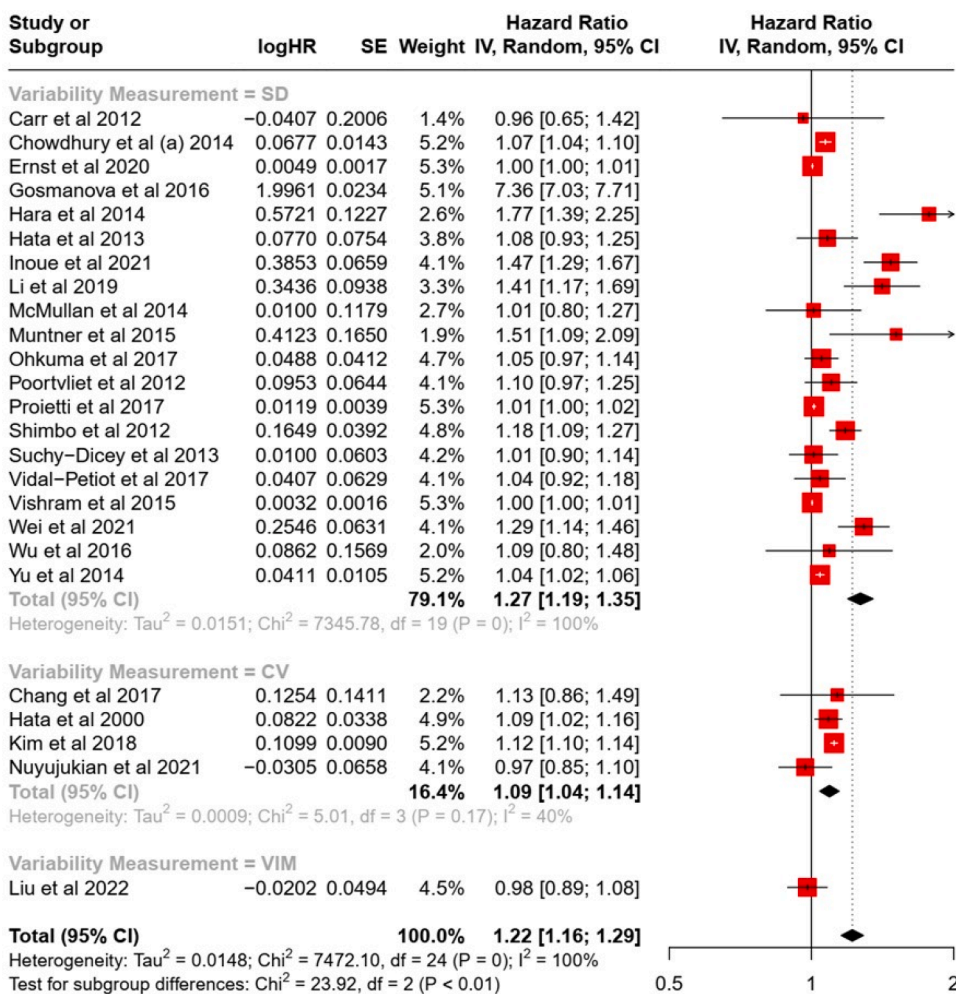 Study or Subgroup logHR SE Weight Hazard Ratio IV, Random, 95% CI Hazard Ratio IV, Random, 95% CI
Variability Measurement = SD
Carr et al 2012 −0.0407 0.2006 1.4% 0.96 [0.65; 1.42]
Chowdhury et al (a) 2014 0.0677 0.0143 5.2% 1.07 [1.04; 1.10]
Ernst et al 2020 0.0049 0.0017 5.3% 1.00 [1.00; 1.01]
Gosmanova et al 2016 1.9961 0.0234 5.1% 7.36 [7.03; 7.71]
Hara et al 2014 0.5721 0.1227 2.6% 1.77 [1.39; 2.25]
Hata et al 2013 0.0770 0.0754 3.8% 1.08 [0.93; 1.25]
Inoue et al 2021 0.3853 0.0659 4.1% 1.47 [1.29; 1.67]
Li et al 2019 0.3436 0.0938 3.3% 1.41 [1.17; 1.69]
McMullan et al 2014 0.0100 0.1179 2.7% 1.01 [0.80; 1.27]
Muntner et al 2015 0.4123 0.1650 1.9% 1.51 [1.09; 2.09]
Ohkuma et al 2017 0.0488 0.0412 4.7% 1.05 [0.97; 1.14]
Poortvliet et al 2012 0.0953 0.0644 4.1% 1.10 [0.97; 1.25]
Proietti et al 2017 0.0119 0.0039 5.3% 1.01 [1.00; 1.02]
Shimbo et al 2012 0.1649 0.0392 4.8% 1.18 [1.09; 1.27]
Suchy−Dicey et al 2013 0.0100 0.0603 4.2% 1.01 [0.90; 1.14]
Vidal−Petiot et al 2017 0.0407 0.0629 4.1% 1.04 [0.92; 1.18]
Vishram et al 2015 0.0032 0.0016 5.3% 1.00 [1.00; 1.01]
Wei et al 2021 0.2546 0.0631 4.1% 1.29 [1.14; 1.46]
Wu et al 2016 0.0862 0.1569 2.0% 1.09 [0.80; 1.48]
Yu et al 2014 0.0411 0.0105 5.2% 1.04 [1.02; 1.06]
Total (95% CI) 79.1% 1.27 [1.19; 1.35]
Heterogeneity: Tau² = 0.0151; Chi² = 7345.78, df = 19 (P = 0); I² = 100%
Variability Measurement = CV
Chang et al 2017 0.1254 0.1411 2.2% 1.13 [0.86; 1.49]
Hata et al 2000 0.0822 0.0338 4.9% 1.09 [1.02; 1.16]
Kim et al 2018 0.1099 0.0090 5.2% 1.12 [1.10; 1.14]
Nuyujukian et al 2021 −0.0305 0.0658 4.1% 0.97 [0.85; 1.10]
Total (95% CI) 16.4% 1.09 [1.04; 1.14]
Heterogeneity: Tau² = 0.0009; Chi² = 5.01, df = 3 (P = 0.17); I² = 40%
Variability Measurement = VIM
Liu et al 2022 −0.0202 0.0494 4.5% 0.98 [0.89; 1.08]
Total (95% CI) 100.0% 1.22 [1.16; 1.29]
Heterogeneity: Tau² = 0.0148; Chi² = 7472.10, df = 24 (P = 0); I² = 100%
Test for subgroup differences: Chi² = 23.92, df = 2 (P < 0.01)
0.5 1 2